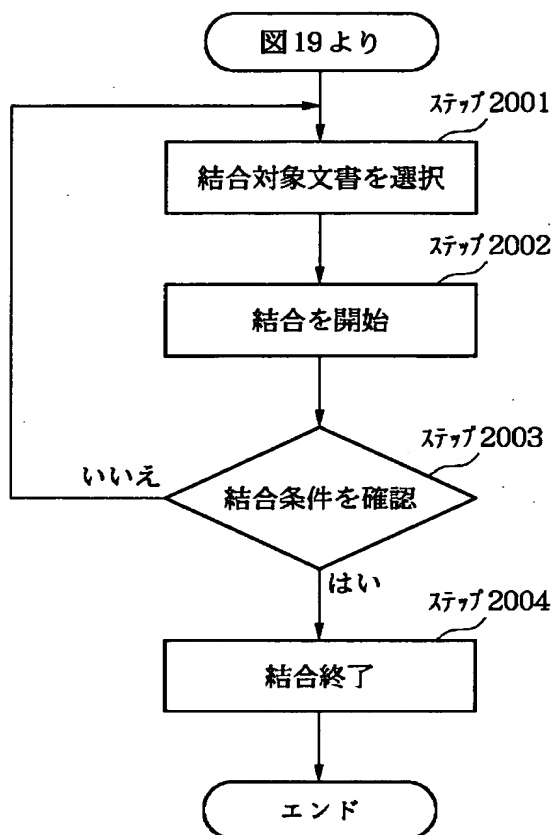 図19より
ステップ2001
結合対象文書を選択
ステップ2002
結合を開始
ステップ2003
いいえ
結合条件を確認
はい
ステップ2004
結合終了
エンド